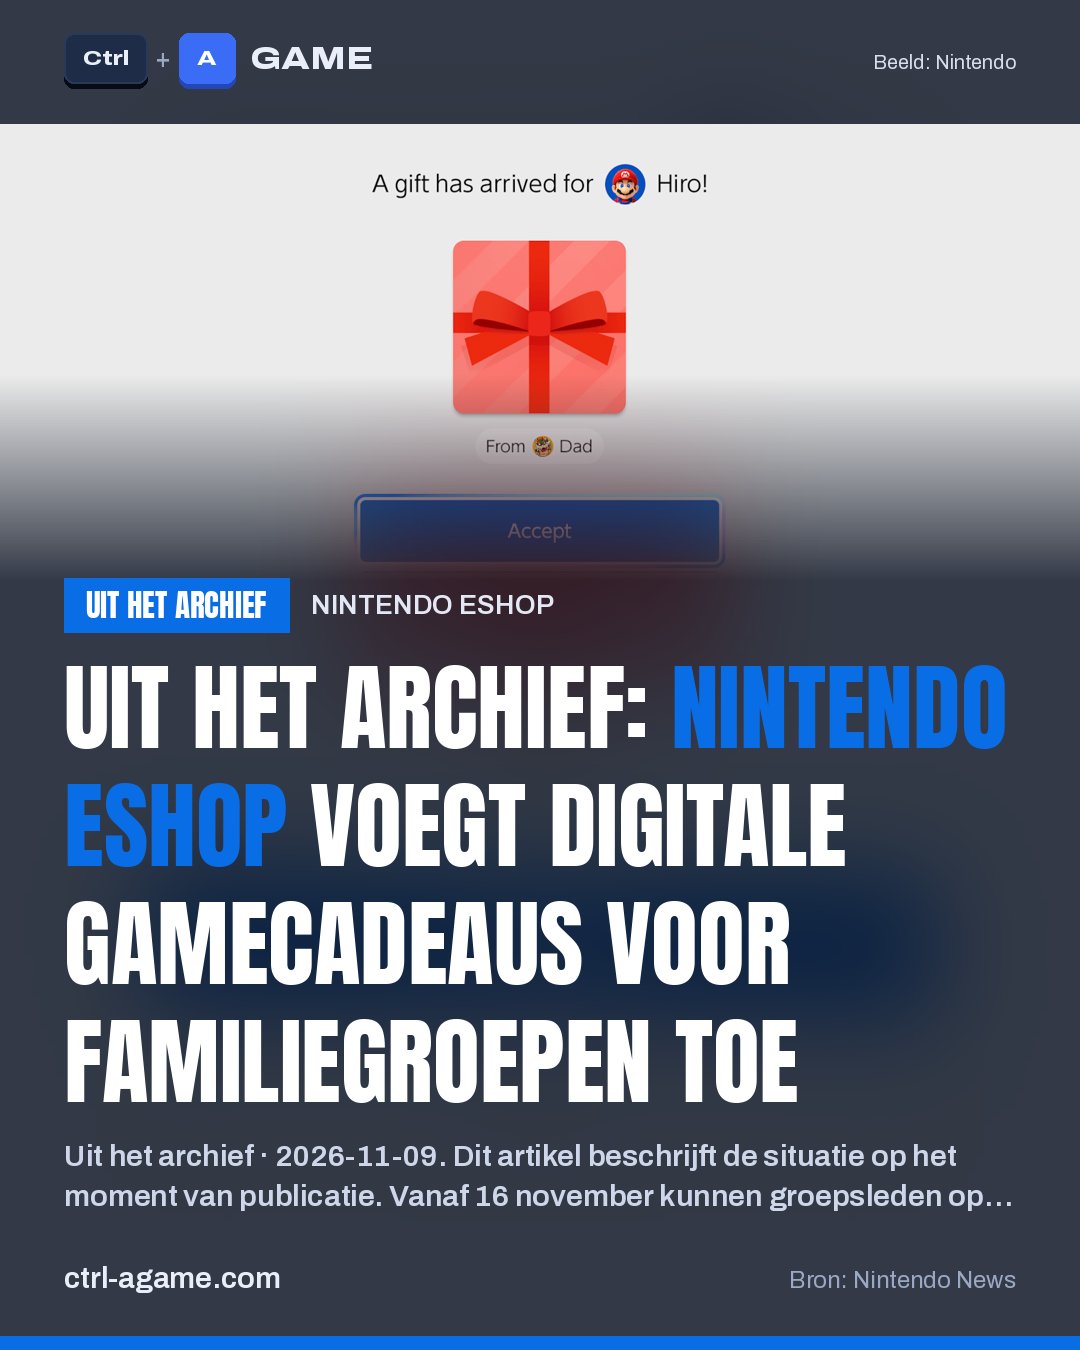 Ctrl + A GAME
Beeld: Nintendo
A gift has arrived for Hiro!
From Dad
Accept
UIT HET ARCHIEF NINTENDO ESHOP
UIT HET ARCHIEF: NINTENDO
ESHOP VOEGT DIGITALE
GAMECADEAUS VOOR
FAMILIEGROEPEN TOE
Uit het archief · 2026-11-09. Dit artikel beschrijft de situatie op het
moment van publicatie. Vanaf 16 november kunnen groepsleden op...
ctrl-agame.com
Bron: Nintendo News